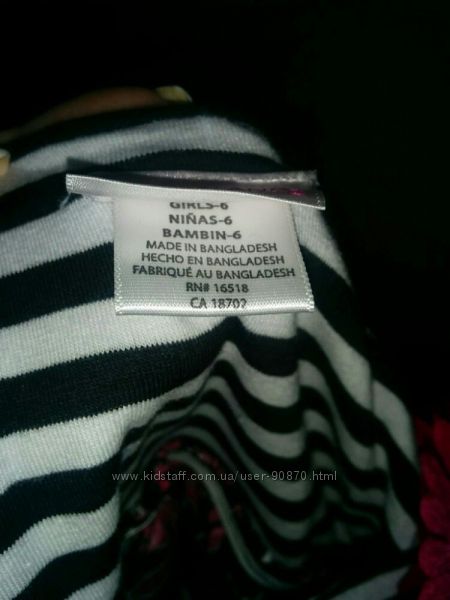 GIRLS-6
NIÑAS-6
BAMBIN-6
MADE IN BANGLADESH
HECHO EN BANGLADESH
FABRIQUÉ AU BANGLADESH
RN# 16518
CA 18702
www.kidstaff.com.ua/user-90870.html